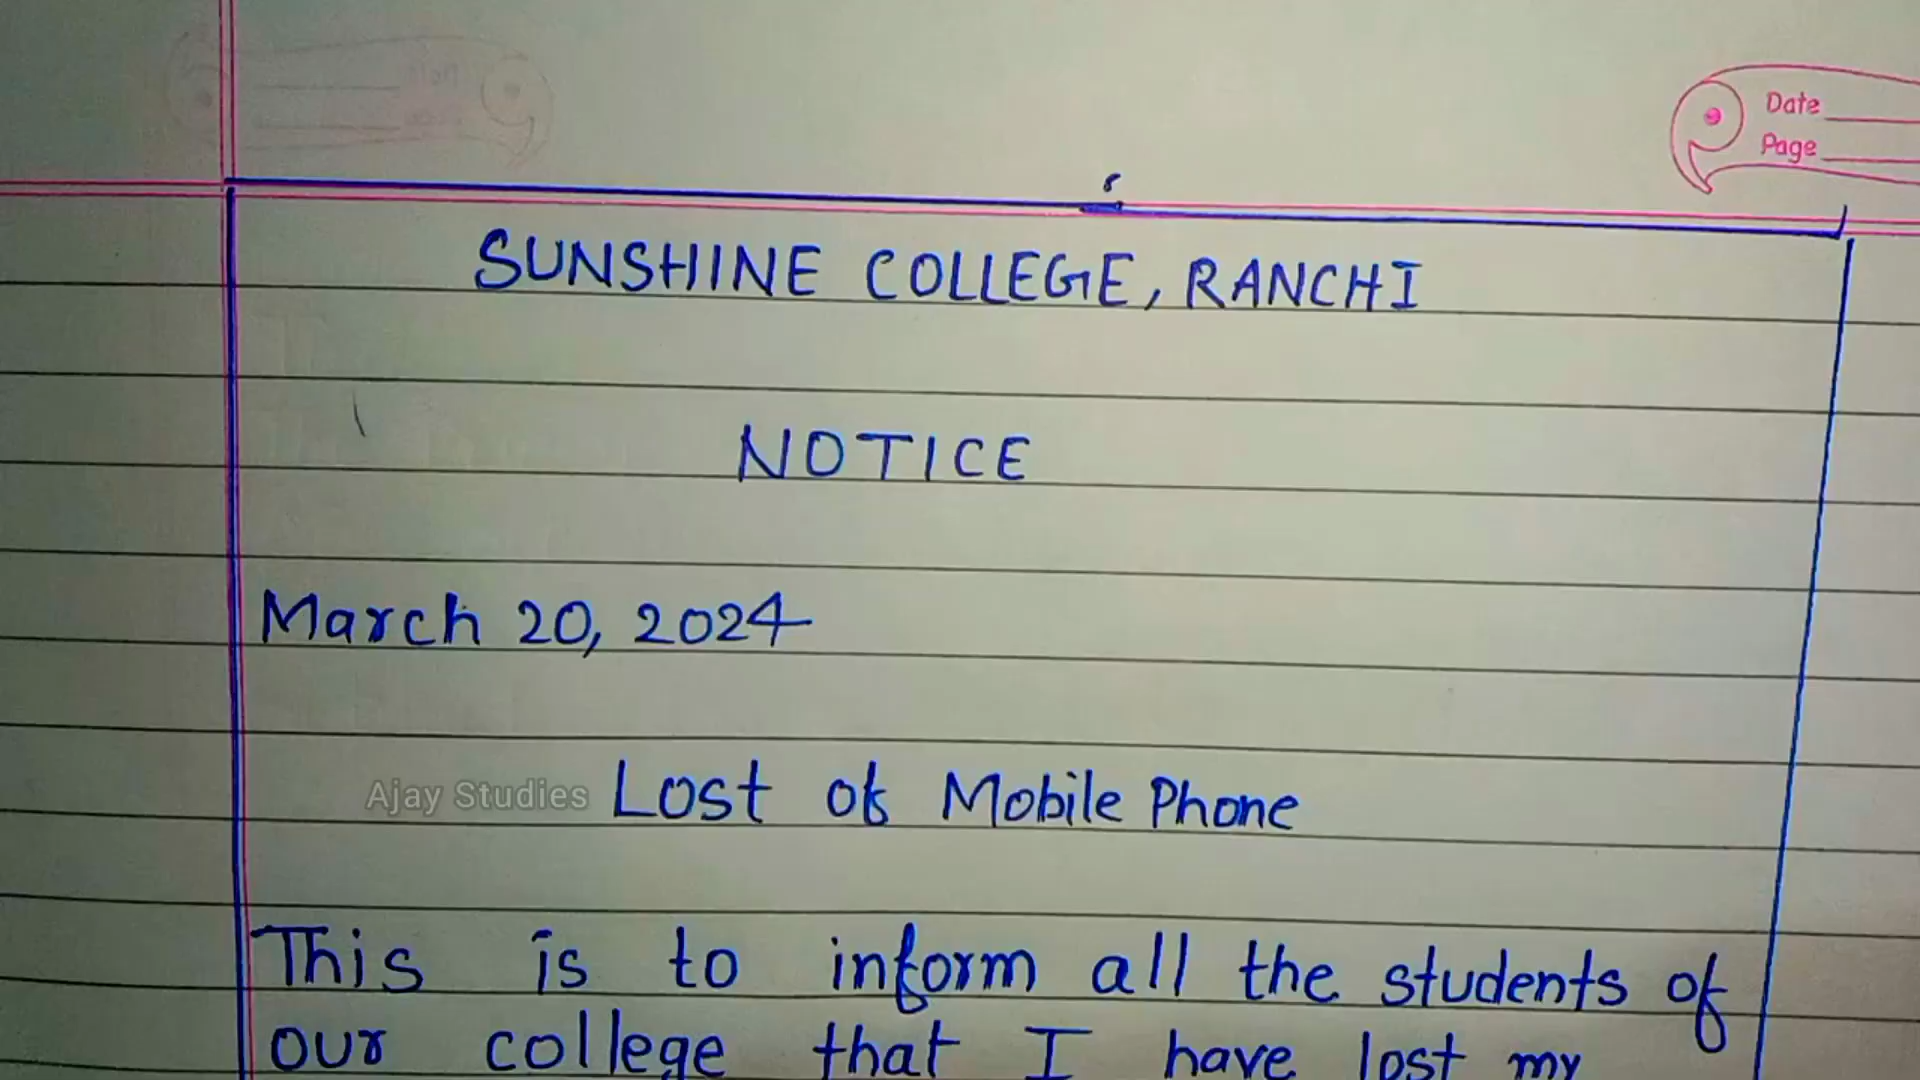 Date
Page
SUNSHINE COLLEGE, RANCHI
NOTICE
March 20, 2024
Ajay Studies
Lost of Mobile Phone
This is to inform all the students of
our college that I have lost my